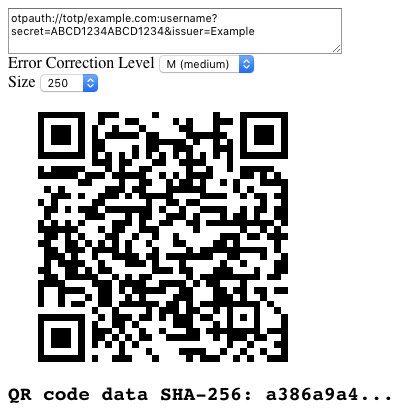 otpauth://totp/example.com:username?
secret=ABCD1234ABCD1234&issuer=Example
Error Correction Level M (medium)
Size 250
QR code data SHA-256: a386a9a4...